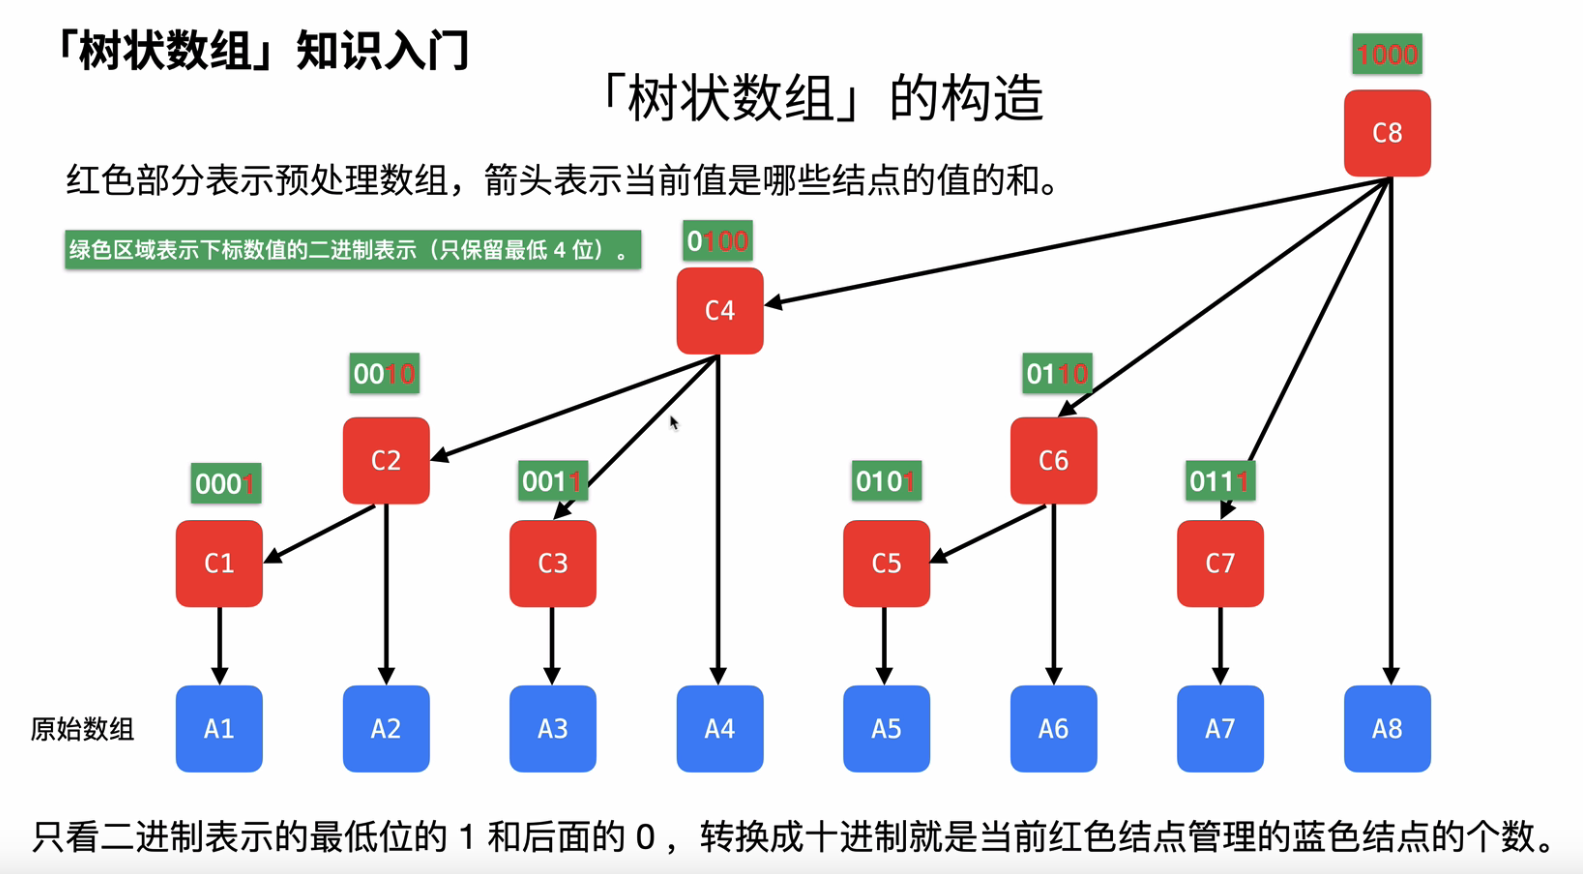 「树状数组」知识入门
「树状数组」的构造
1000
C8
红色部分表示预处理数组，箭头表示当前值是哪些结点的值的和。
绿色区域表示下标数值的二进制表示（只保留最低 4 位）。
0100
C4
0010
0110
C2
C6
0001
0011
0101
0111
C1
C3
C5
C7
原始数组
A1
A2
A3
A4
A5
A6
A7
A8
只看二进制表示的最低位的 1 和后面的 0 ，转换成十进制就是当前红色结点管理的蓝色结点的个数。